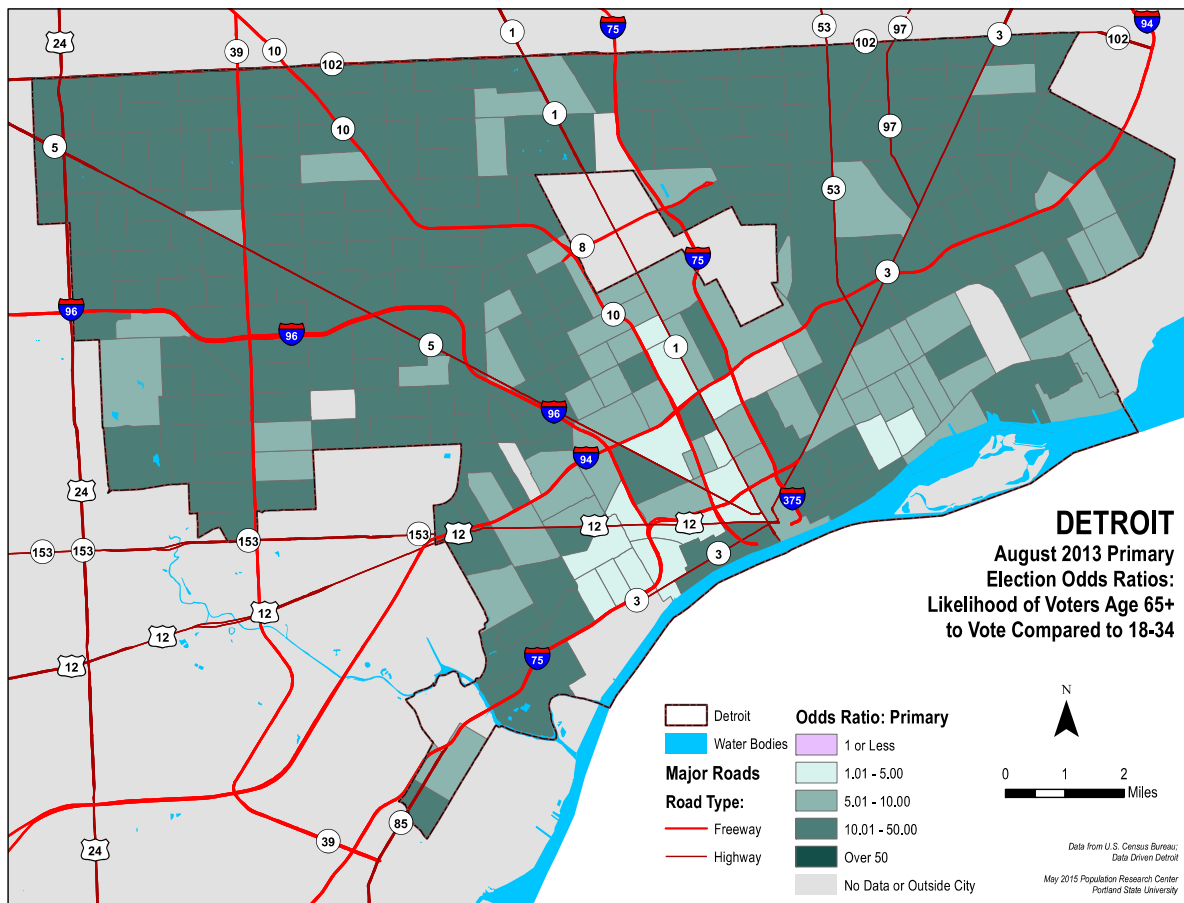 24
39
10
102
1
75
53
102
97
3
102
94
10
1
97
5
53
8
75
3
96
96
10
5
1
96
94
24
375
12
12
12
153
153
153
153
3
3
12
12
12
75
85
39
24
DETROIT
August 2013 Primary
Election Odds Ratios:
Likelihood of Voters Age 65+
to Vote Compared to 18-34
Detroit
Water Bodies
Major Roads
Road Type:
Freeway
Highway
Odds Ratio: Primary
1 or Less
1.01 - 5.00
5.01 - 10.00
10.01 - 50.00
Over 50
No Data or Outside City
N
0 1 2
Miles
Data from U.S. Census Bureau;
Data Driven Detroit
May 2015 Population Research Center
Portland State University